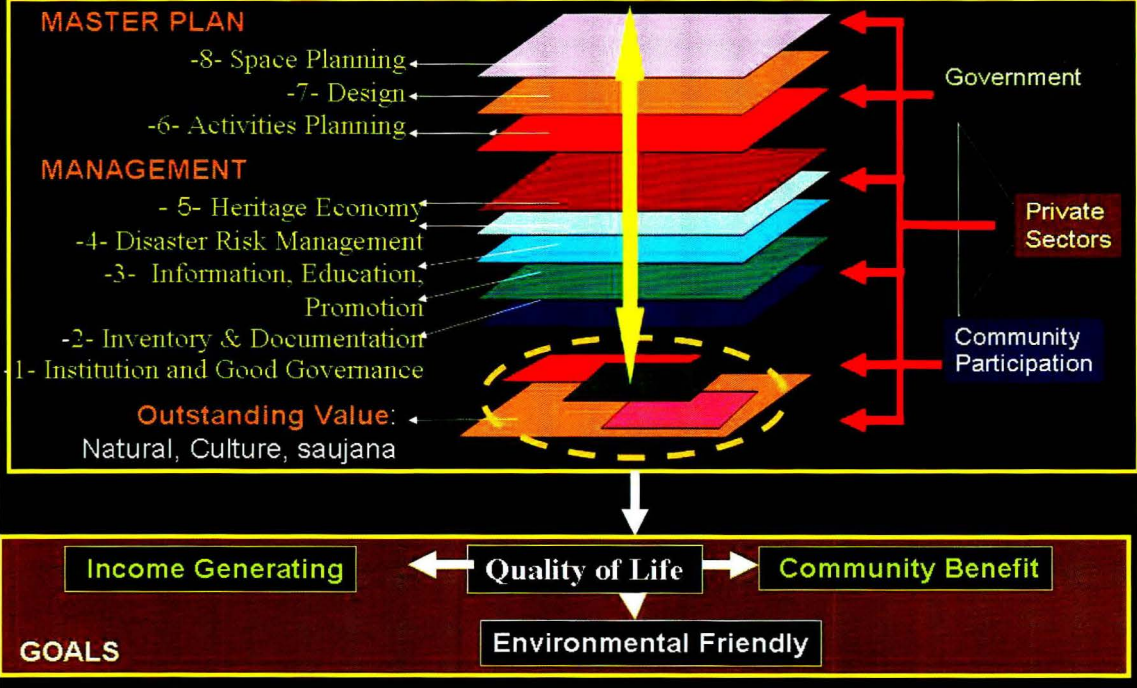 MASTER PLAN
-8- Space Planning
-7- Design
-6- Activities Planning
MANAGEMENT
- 5- Heritage Economy
-4- Disaster Risk Management
-3- Information, Education,
Promotion
-2- Inventory & Documentation
-1- Institution and Good Governance
Outstanding Value:
Natural, Culture, saujana
Government
Private
Sectors
Community
Participation
Income Generating
Quality of Life
Community Benefit
Environmental Friendly
GOALS